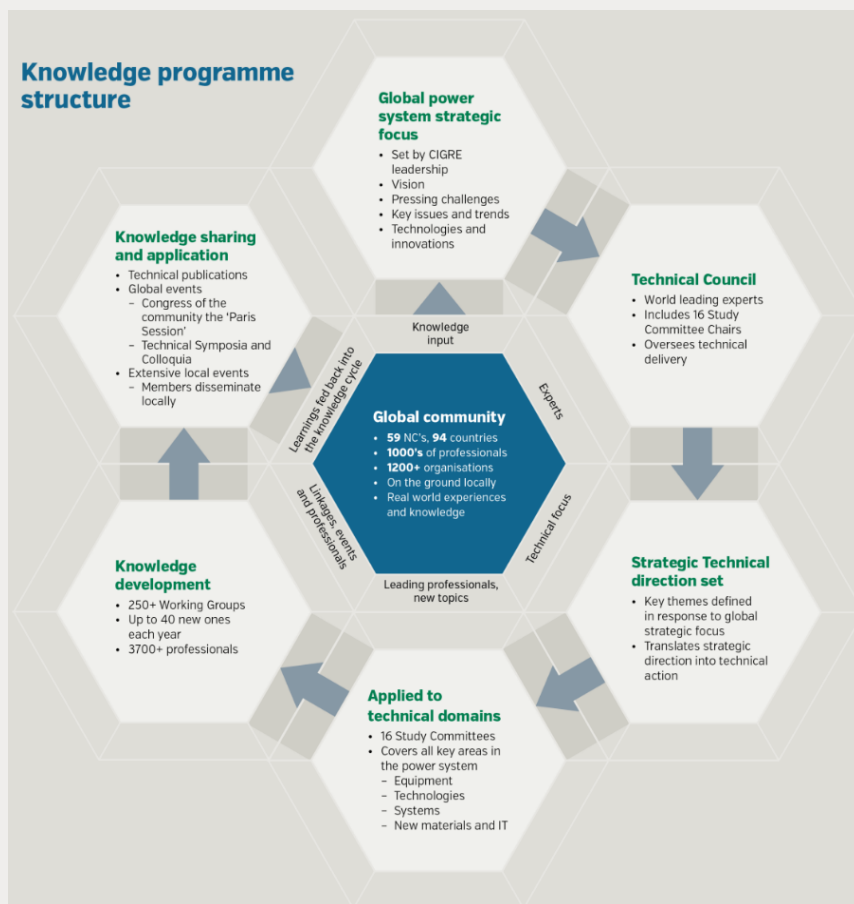 Knowledge programme
structure
Global power
system strategic
focus
• Set by CIGRE
leadership
• Vision
• Pressing challenges
• Key issues and trends
• Technologies and
innovations
Technical Council
• World leading experts
• Includes 16 Study
Committee Chairs
• Oversees technical
delivery
Strategic Technical
direction set
• Key themes defined
in response to global
strategic focus
• Translates strategic
direction into technical
action
Applied to
technical domains
• 16 Study Committees
• Covers all key areas in
the power system
– Equipment
– Technologies
– Systems
– New materials and IT
Knowledge
development
• 250+ Working Groups
• Up to 40 new ones
each year
• 3700+ professionals
Knowledge sharing
and application
• Technical publications
• Global events
– Congress of the
community the ‘Paris
Session’
– Technical Symposia and
Colloquia
• Extensive local events
– Members disseminate
locally
Global community
• 59 NC's, 94 countries
• 1000's of professionals
• 1200+ organisations
• On the ground locally
• Real world experiences
and knowledge
Knowledge
input
Experts
Technical focus
Leading professionals,
new topics
Linkages, events
and professionals
Learnings fed back into
the knowledge cycle